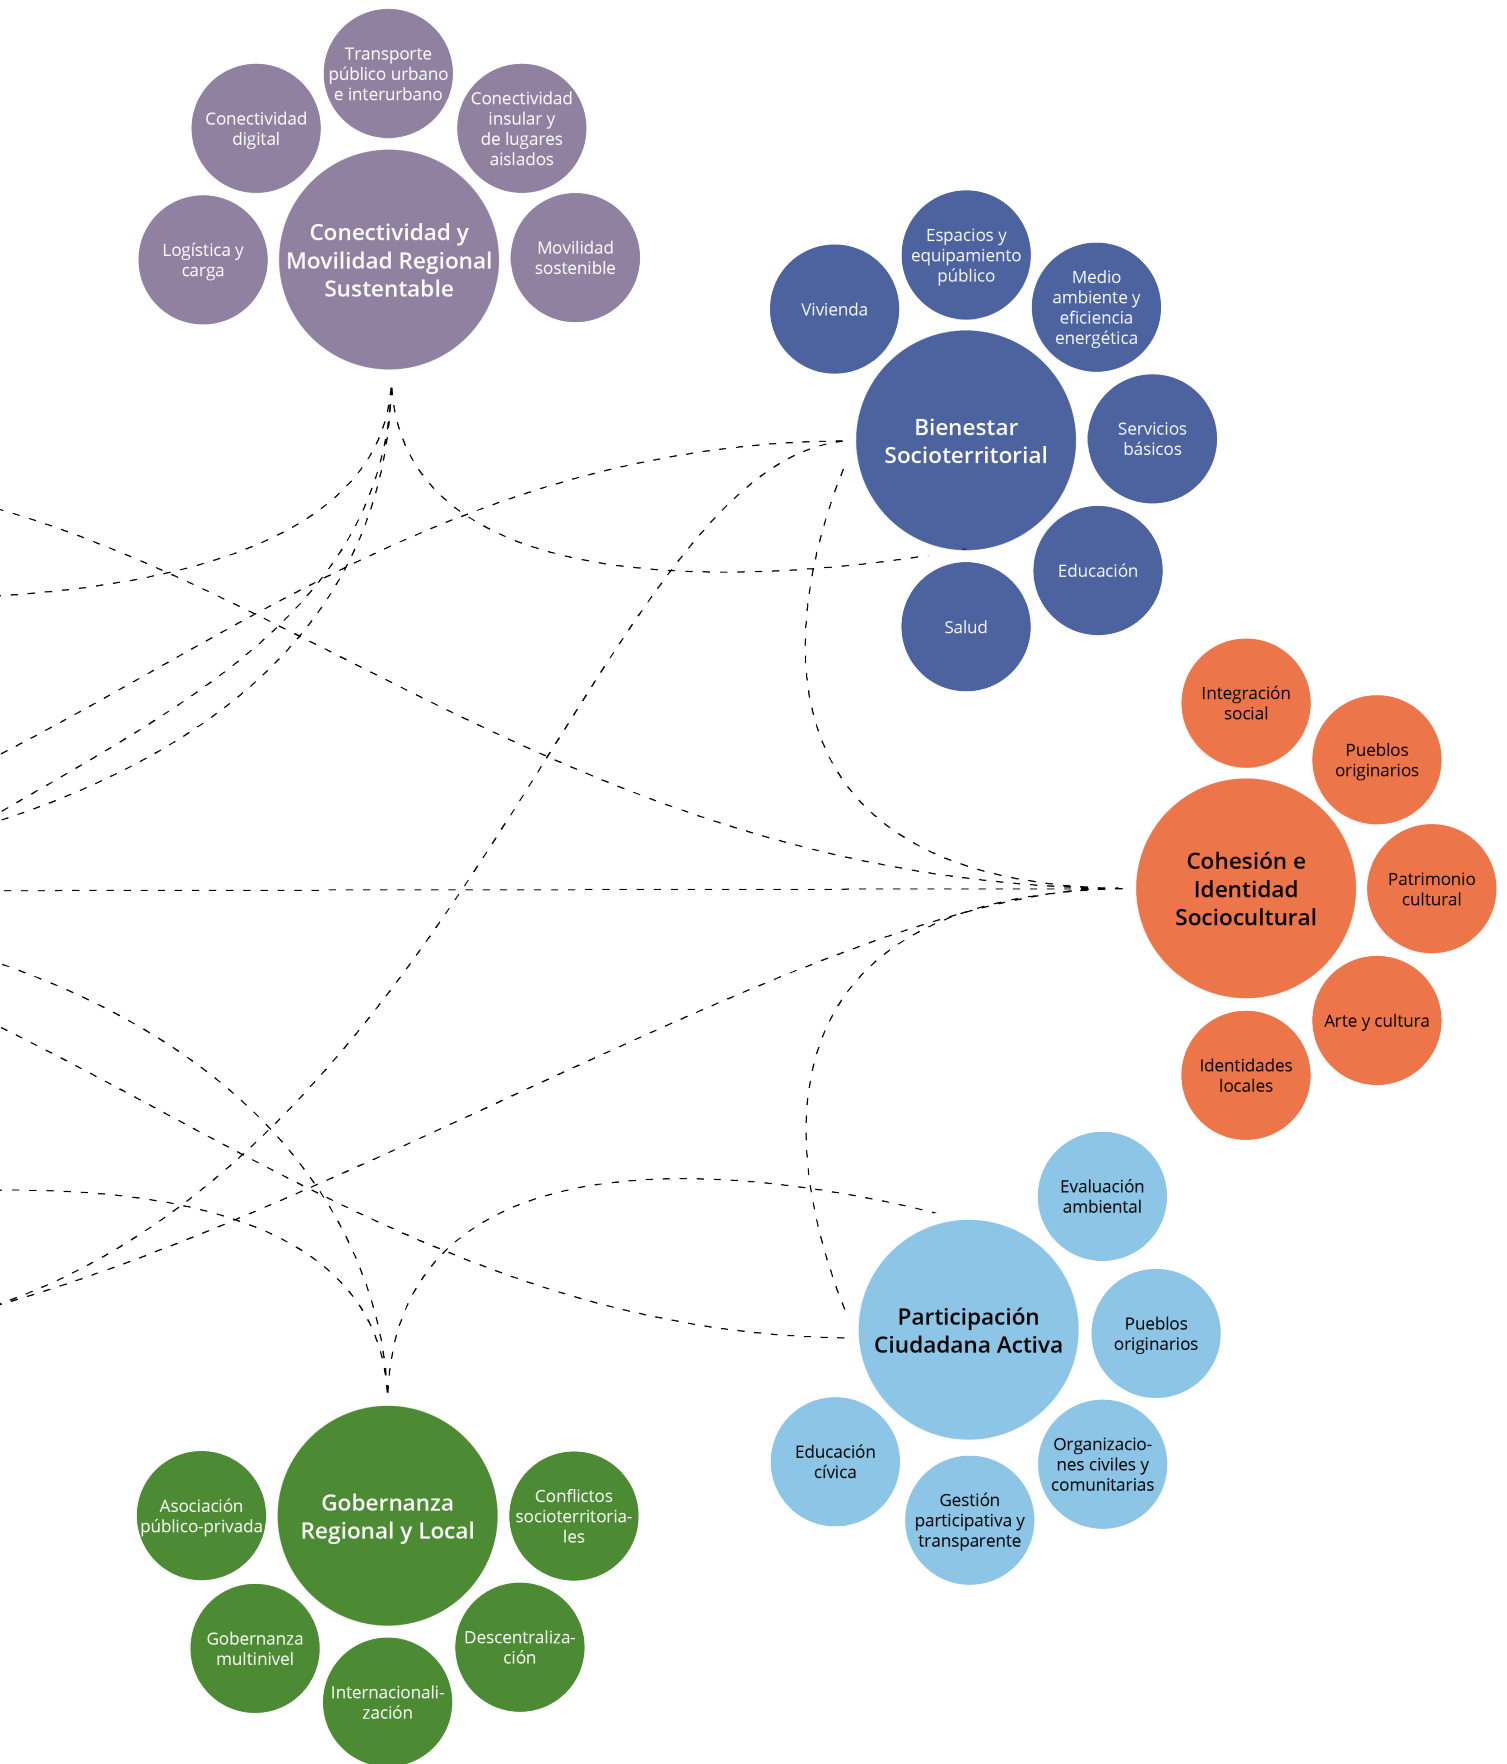 Transporte
público urbano
e interurbano
Conectividad
digital
Conectividad
insular y
de lugares
aislados
Logística y
carga
Conectividad y
Movilidad Regional
Sustentable
Movilidad
sostenible
Espacios y
equipamiento
público
Vivienda
Medio
ambiente y
eficiencia
energética
Bienestar
Socioterritorial
Servicios
básicos
Educación
Salud
Integración
social
Pueblos
originarios
Cohesión e
Identidad
Sociocultural
Patrimonio
cultural
Arte y cultura
Identidades
locales
Evaluación
ambiental
Participación
Ciudadana Activa
Pueblos
originarios
Educación
cívica
Organizacio-
nes civiles y
comunitarias
Gestión
participativa y
transparente
Gobernanza
Regional y Local
Asociación
público-privada
Conflictos
socioterritoria-
les
Gobernanza
multinivel
Descentraliza-
ción
Internacionali-
zación